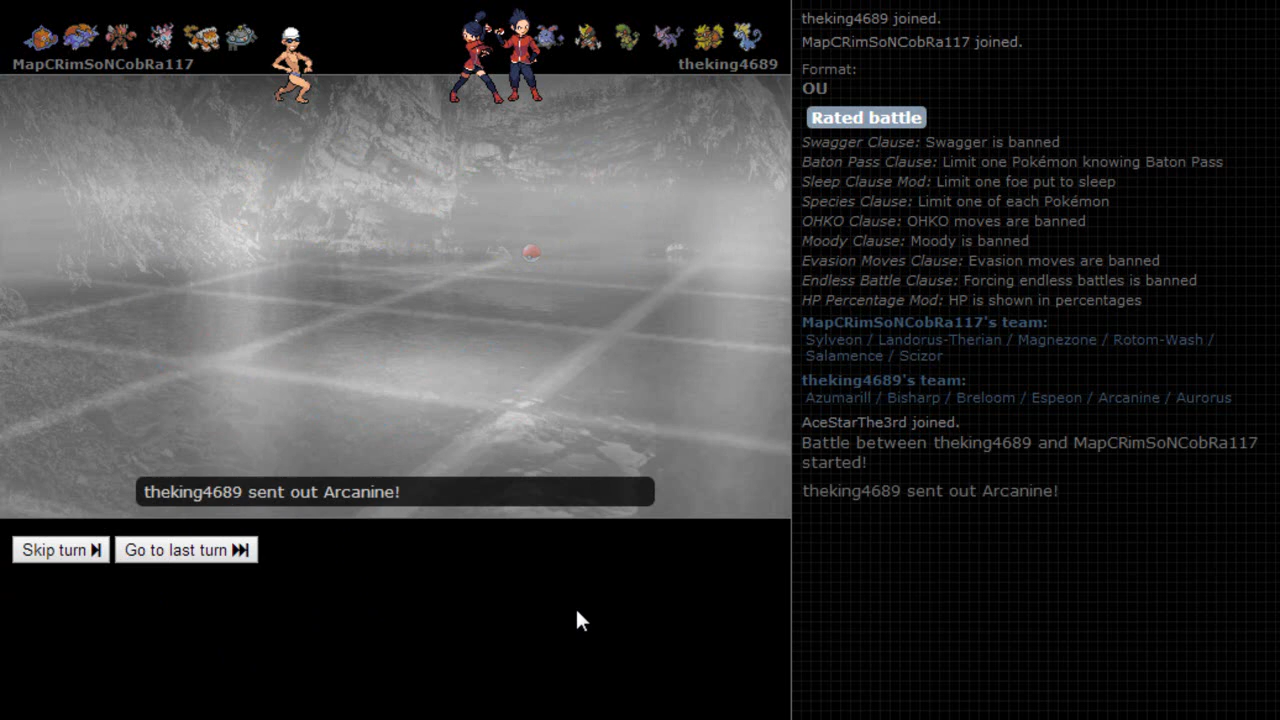 MapCRimSoNCobRa117
theking4689
theking4689 sent out Arcanine!
Skip turn
Go to last turn
theking4689 joined.
MapCRimSoNCobRa117 joined.
Format:
OU
Rated battle
Swagger Clause: Swagger is banned
Baton Pass Clause: Limit one Pokémon knowing Baton Pass
Sleep Clause Mod: Limit one foe put to sleep
Species Clause: Limit one of each Pokémon
OHKO Clause: OHKO moves are banned
Moody Clause: Moody is banned
Evasion Moves Clause: Evasion moves are banned
Endless Battle Clause: Forcing endless battles is banned
HP Percentage Mod: HP is shown in percentages
MapCRimSoNCobRa117's team:
Sylveon / Landorus-Therian / Magnezone / Rotom-Wash /
Salamence / Scizor
theking4689's team:
Azumarill / Bisharp / Breloom / Espeon / Arcanine / Aurorus
AceStarThe3rd joined.
Battle between theking4689 and MapCRimSoNCobRa117
started!
theking4689 sent out Arcanine!